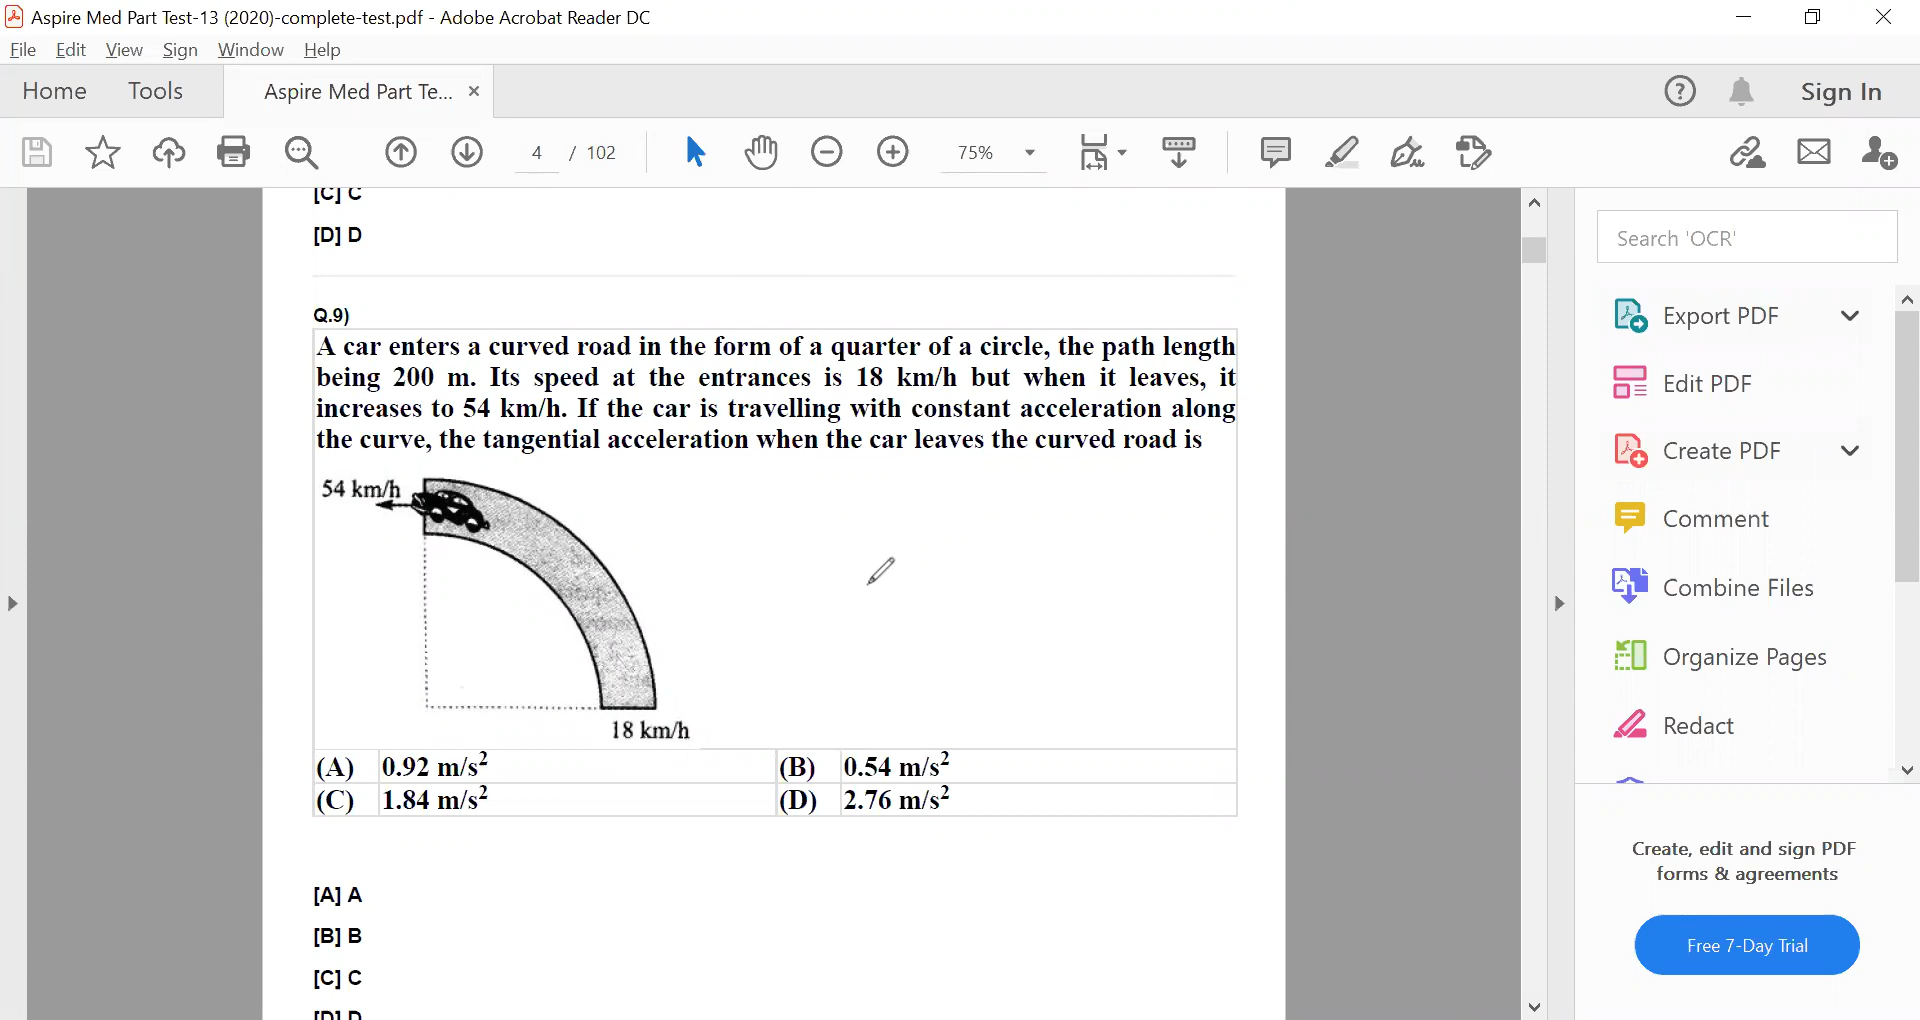 Aspire Med Part Test-13 (2020)-complete-test.pdf - Adobe Acrobat Reader DC
File Edit View Sign Window Help
Home Tools Aspire Med Part Te... × Sign In
4 / 102 75%
[C] C
[D] D
Q.9)
A car enters a curved road in the form of a quarter of a circle, the path length
being 200 m. Its speed at the entrances is 18 km/h but when it leaves, it
increases to 54 km/h. If the car is travelling with constant acceleration along
the curve, the tangential acceleration when the car leaves the curved road is
54 km/h
18 km/h
(A) 0.92 m/s² (B) 0.54 m/s²
(C) 1.84 m/s² (D) 2.76 m/s²
[A] A
[B] B
[C] C
[D] D
Search 'OCR'
Export PDF
Edit PDF
Create PDF
Comment
Combine Files
Organize Pages
Redact
Create, edit and sign PDF
forms & agreements
Free 7-Day Trial